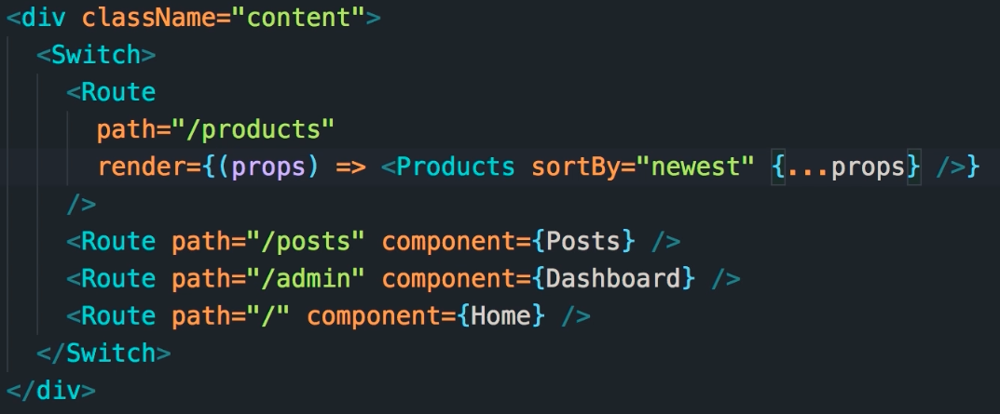 <div className="content">
<Switch>
<Route
path="/products"
render={(props) => <Products sortBy="newest" {...props} />}
/>
<Route path="/posts" component={Posts} />
<Route path="/admin" component={Dashboard} />
<Route path="/" component={Home} />
</Switch>
</div>